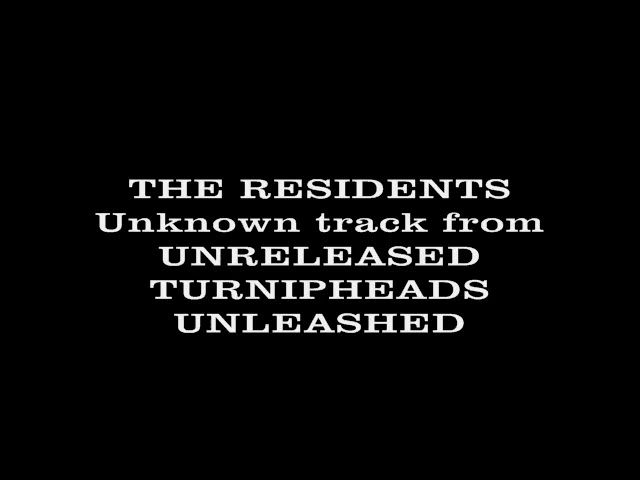 THE RESIDENTS
Unknown track from
UNRELEASED
TURNIPHEADS
UNLEASHED